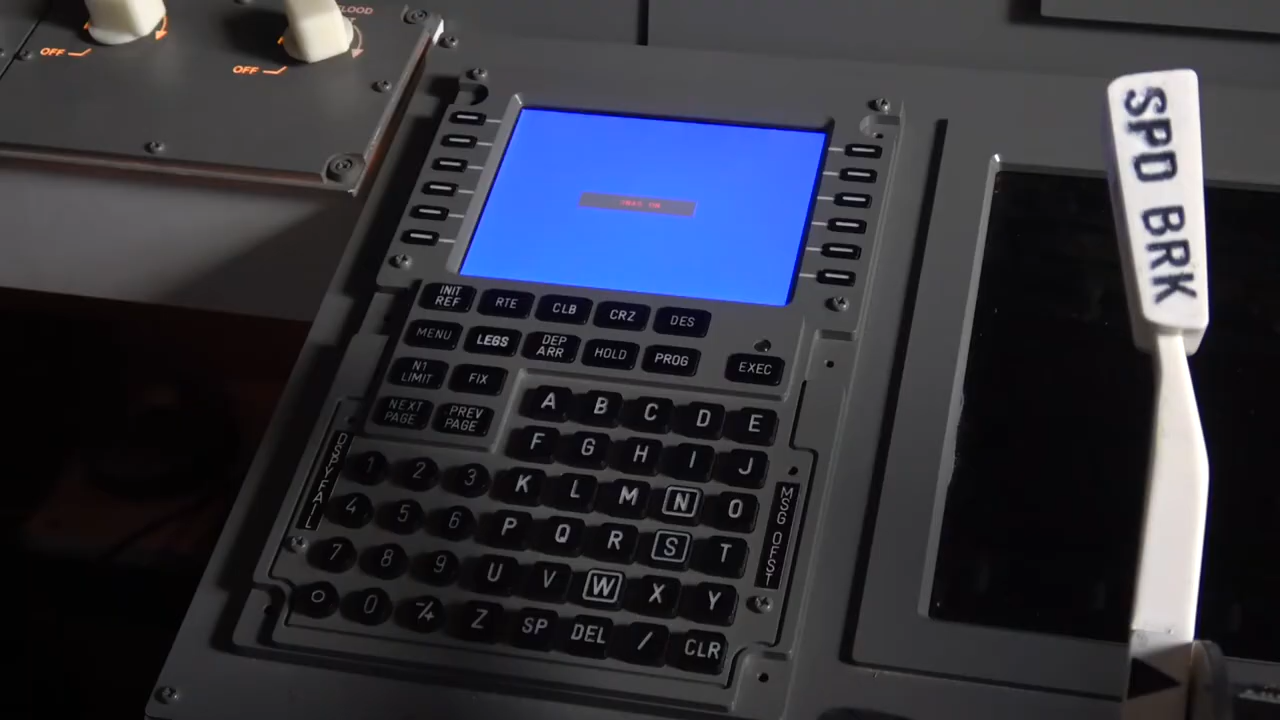 FLOOD
OFF
OFF
SPD BRK
INIT REF
RTE
CLB
CRZ
DES
MENU
LEGS
DEP ARR
HOLD
PROG
EXEC
N1 LIMIT
FIX
NEXT PAGE
PREV PAGE
A B C D E
F G H I J
1 2 3 K L M N O
4 5 6 P Q R S T
7 8 9 U V W X Y
0 +/- Z SP DEL / CLR
DSPY FAIL
MSG OFST